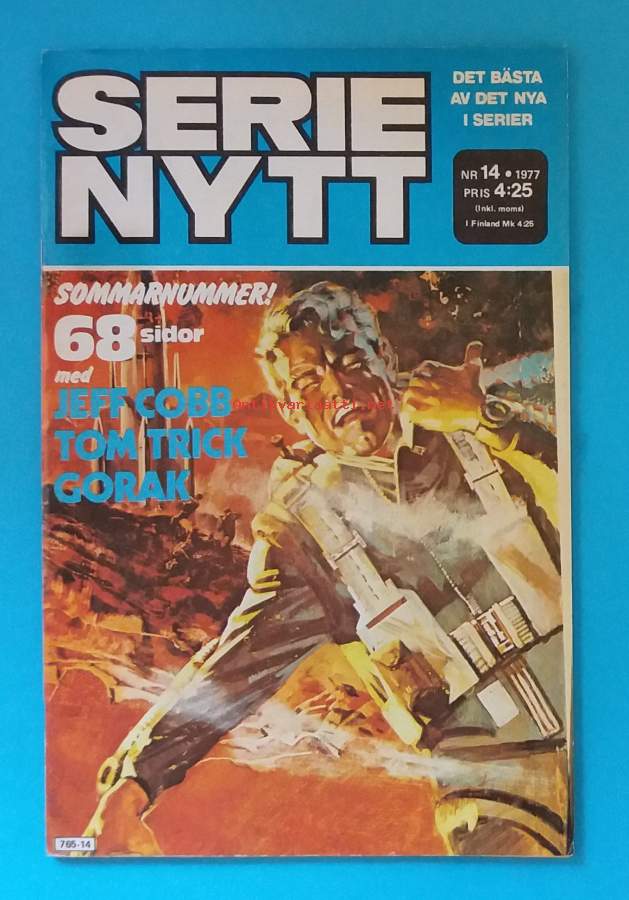 SERIE
NYTT
DET BÄSTA
AV DET NYA
I SERIER
NR 14 • 1977
PRIS 4:25
(Inkl. moms)
I Finland Mk 4:25
SOMMARNUMMER!
68 sidor
med
JEFF COBB
TOM TRICK
GORAK
765-14